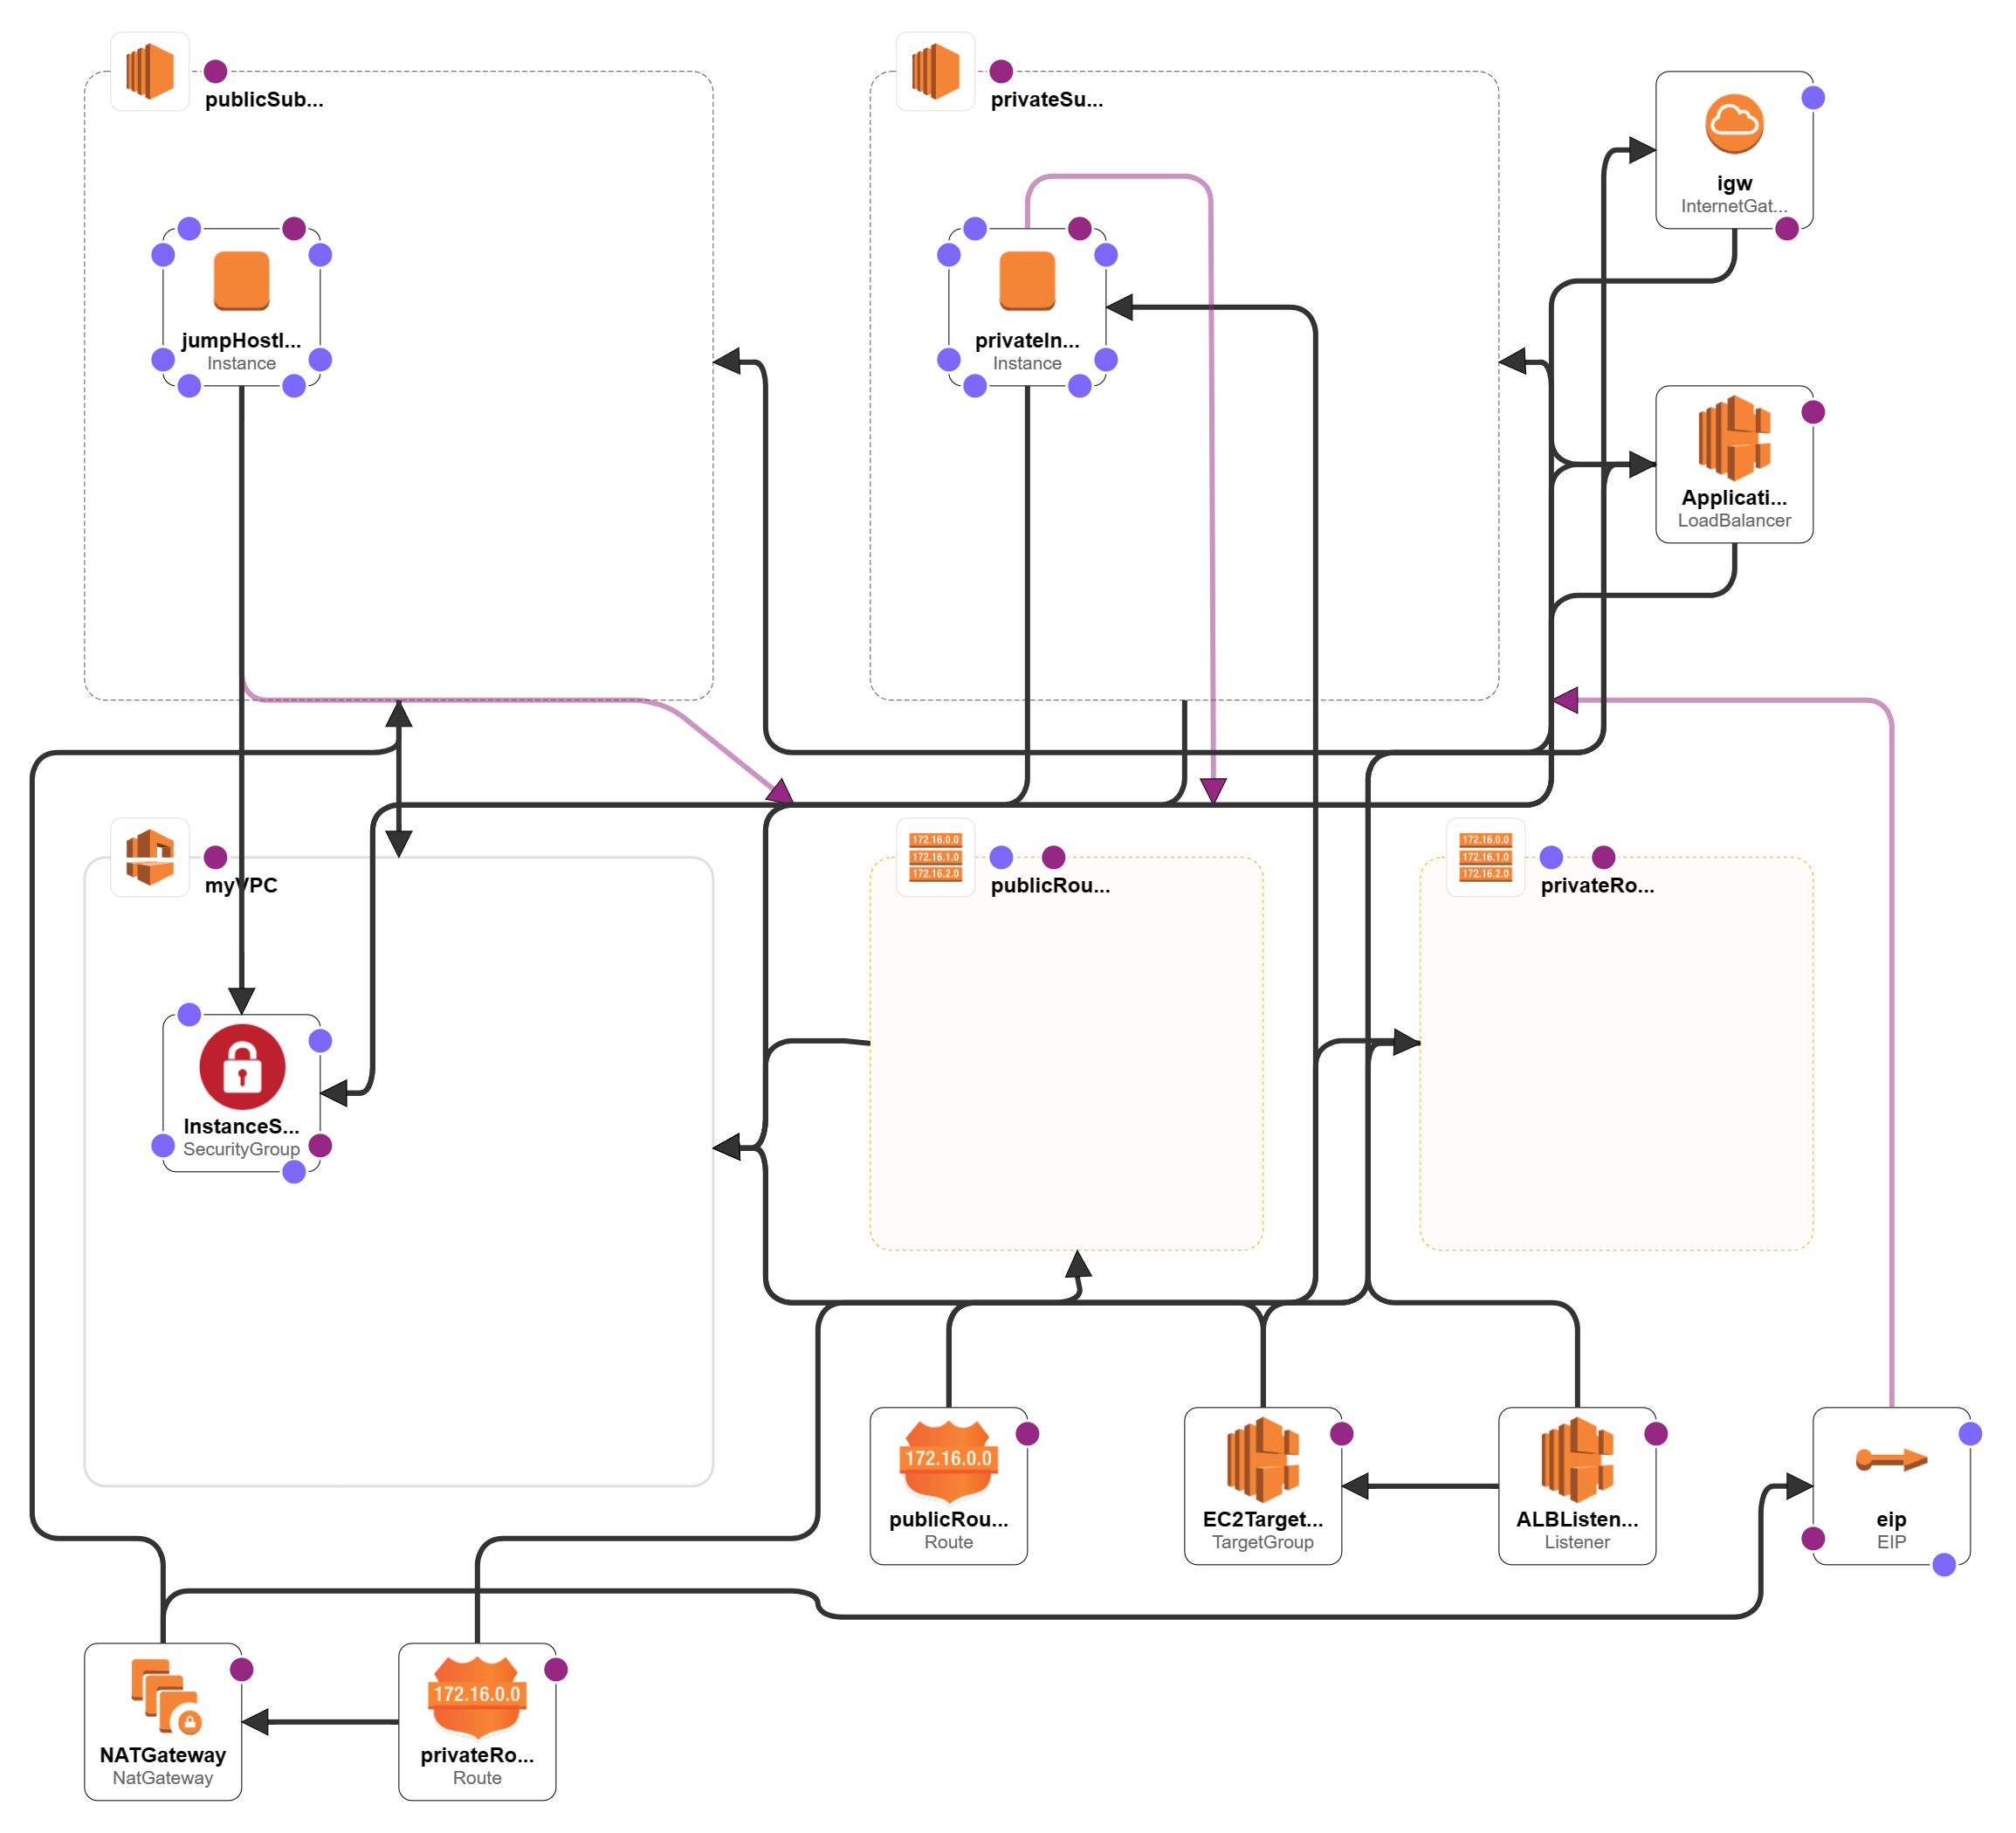 publicSub...
privateSu...
igw
InternetGat...
jumpHostI...
Instance
privateIn...
Instance
Applicati...
LoadBalancer
myVPC
172.16.0.0
172.16.1.0
172.16.2.0
publicRou...
172.16.0.0
172.16.1.0
172.16.2.0
privateRo...
InstanceS...
SecurityGroup
172.16.0.0
publicRou...
Route
EC2Target...
TargetGroup
ALBListen...
Listener
eip
EIP
NATGateway
NatGateway
172.16.0.0
privateRo...
Route